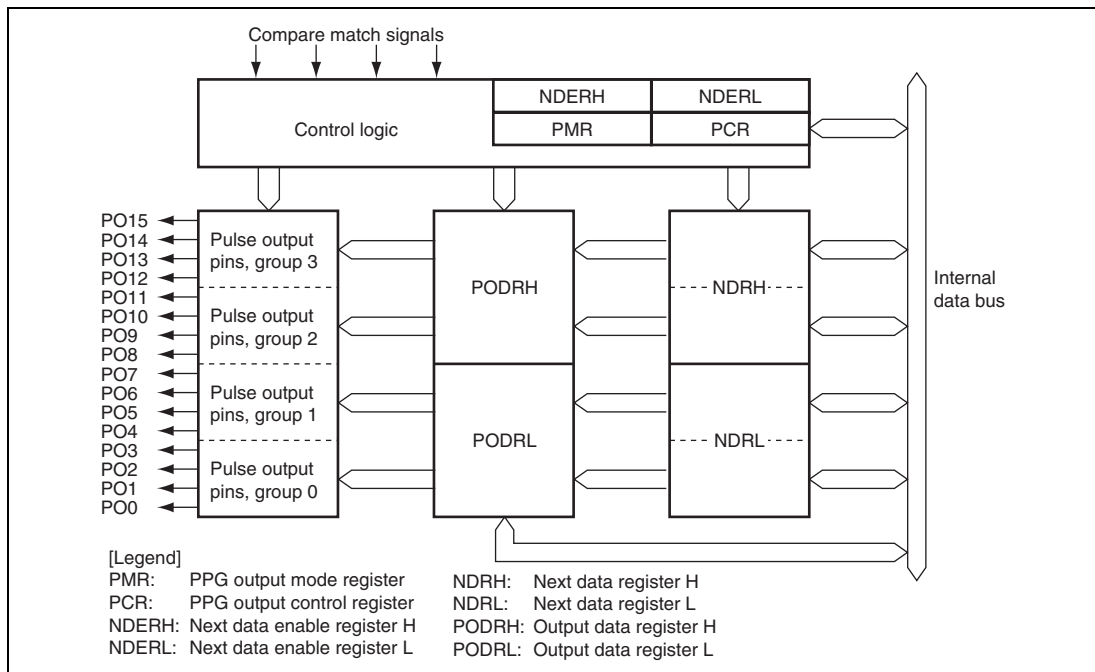 Compare match signals
Control logic
NDERH
NDERL
PMR
PCR
PO15
PO14
PO13
PO12
PO11
PO10
PO9
PO8
PO7
PO6
PO5
PO4
PO3
PO2
PO1
PO0
Pulse output
pins, group 3
Pulse output
pins, group 2
Pulse output
pins, group 1
Pulse output
pins, group 0
PODRH
PODRL
NDRH
NDRL
Internal
data bus
[Legend]
PMR: PPG output mode register
PCR: PPG output control register
NDERH: Next data enable register H
NDERL: Next data enable register L
NDRH: Next data register H
NDRL: Next data register L
PODRH: Output data register H
PODRL: Output data register L